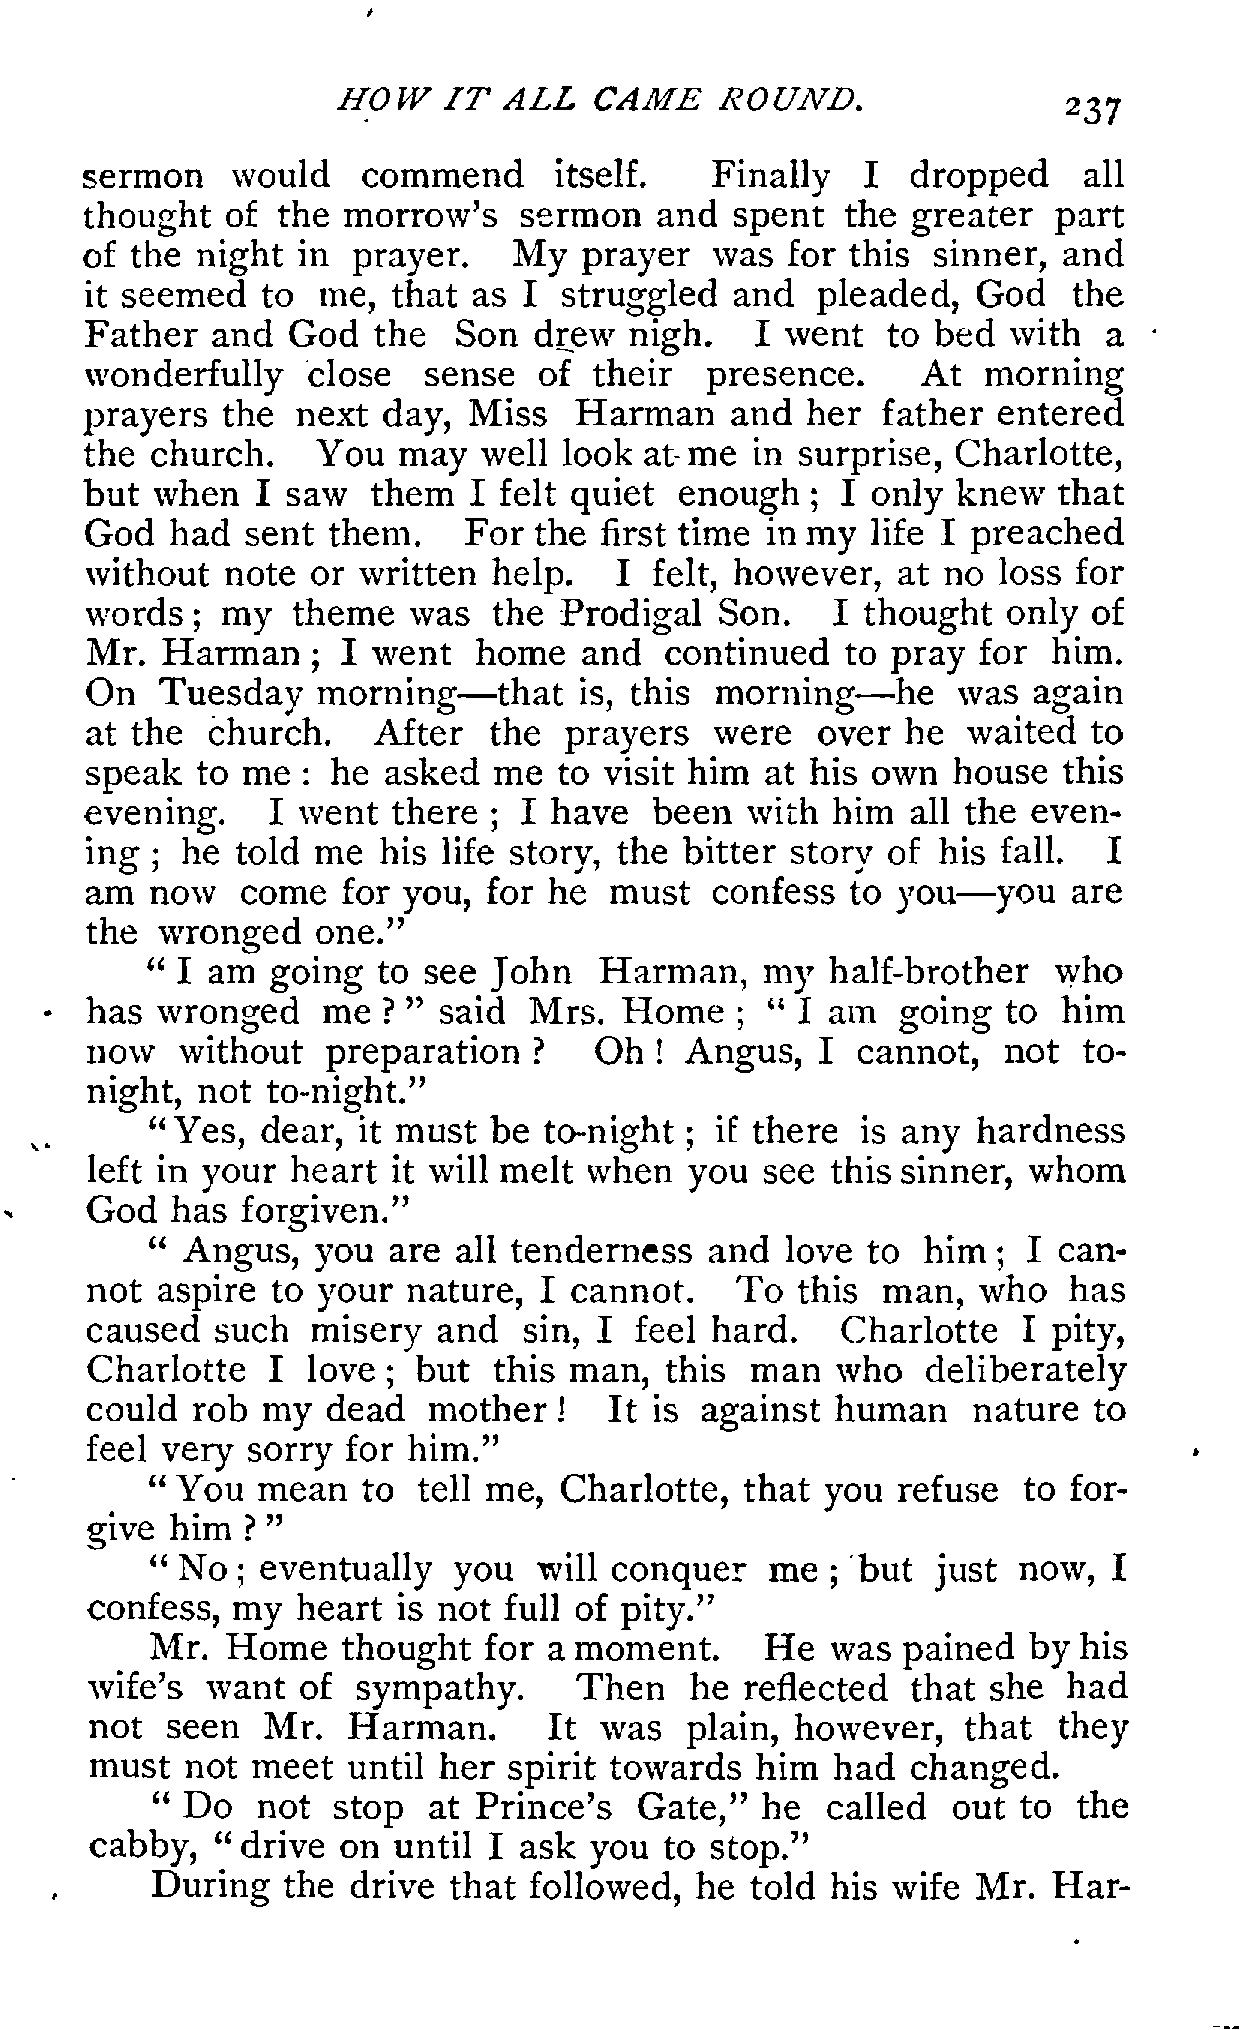 HOW IT ALL CAME ROUND. 237
sermon would commend itself. Finally I dropped all
thought of the morrow's sermon and spent the greater part
of the night in prayer. My prayer was for this sinner, and
it seemed to me, that as I struggled and pleaded, God the
Father and God the Son drew nigh. I went to bed with a
wonderfully close sense of their presence. At morning
prayers the next day, Miss Harman and her father entered
the church. You may well look at me in surprise, Charlotte,
but when I saw them I felt quiet enough ; I only knew that
God had sent them. For the first time in my life I preached
without note or written help. I felt, however, at no loss for
words ; my theme was the Prodigal Son. I thought only of
Mr. Harman ; I went home and continued to pray for him.
On Tuesday morning—that is, this morning—he was again
at the church. After the prayers were over he waited to
speak to me : he asked me to visit him at his own house this
evening. I went there ; I have been with him all the even-
ing ; he told me his life story, the bitter story of his fall. I
am now come for you, for he must confess to you—you are
the wronged one."
" I am going to see John Harman, my half-brother who
has wronged me ? " said Mrs. Home ; " I am going to him
now without preparation ? Oh ! Angus, I cannot, not to-
night, not to-night."
" Yes, dear, it must be to-night ; if there is any hardness
left in your heart it will melt when you see this sinner, whom
God has forgiven."
" Angus, you are all tenderness and love to him ; I can-
not aspire to your nature, I cannot. To this man, who has
caused such misery and sin, I feel hard. Charlotte I pity,
Charlotte I love ; but this man, this man who deliberately
could rob my dead mother ! It is against human nature to
feel very sorry for him."
" You mean to tell me, Charlotte, that you refuse to for-
give him ? "
" No ; eventually you will conquer me ; but just now, I
confess, my heart is not full of pity."
Mr. Home thought for a moment. He was pained by his
wife's want of sympathy. Then he reflected that she had
not seen Mr. Harman. It was plain, however, that they
must not meet until her spirit towards him had changed.
" Do not stop at Prince's Gate," he called out to the
cabby, " drive on until I ask you to stop."
During the drive that followed, he told his wife Mr. Har-